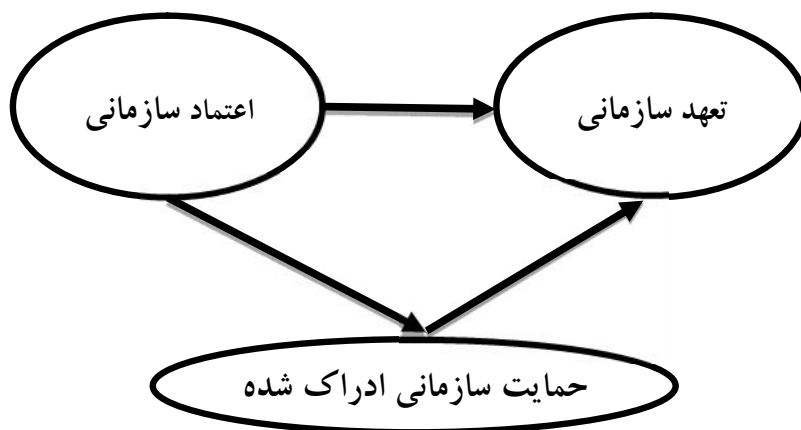 اعتماد سازمانی
تعهد سازمانی
حمایت سازمانی ادراک شده